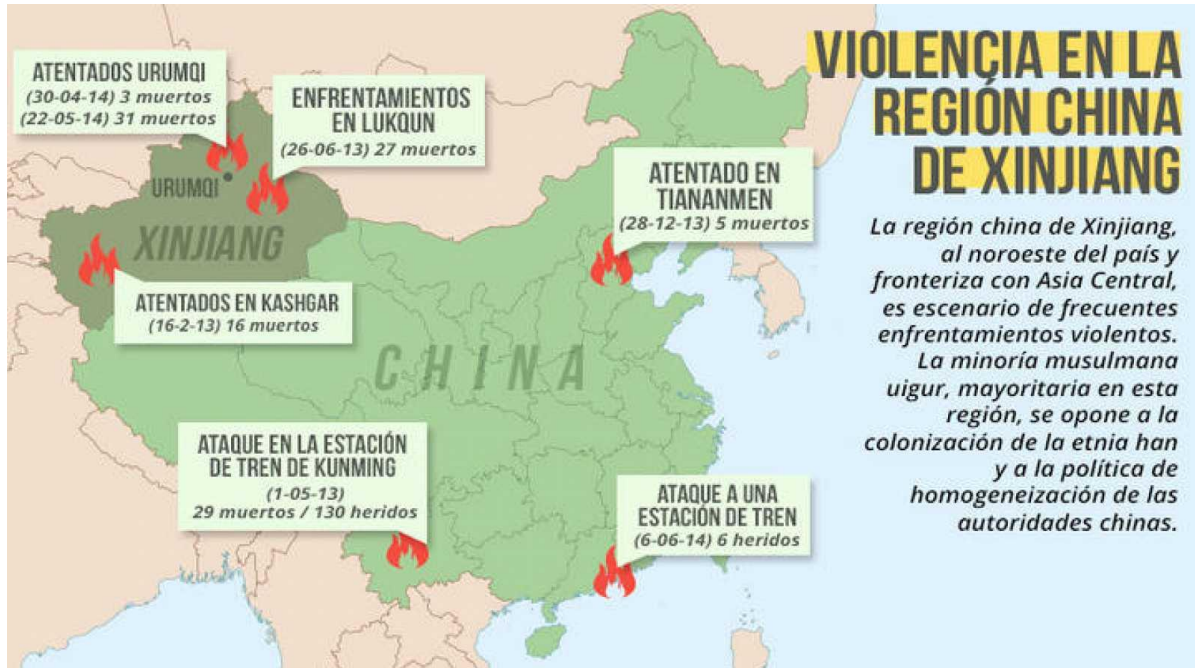 VIOLENCIA EN LA
REGIÓN CHINA
DE XINJIANG
La región china de Xinjiang,
al noroeste del país y
fronteriza con Asia Central,
es escenario de frecuentes
enfrentamientos violentos.
La minoría musulmana
uigur, mayoritaria en esta
región, se opone a la
colonización de la etnia han
y a la política de
homogeneización de las
autoridades chinas.
ATENTADOS URUMQI
(30-04-14) 3 muertos
(22-05-14) 31 muertos
ENFRENTAMIENTOS
EN LUKQUN
(26-06-13) 27 muertos
URUMQI
XINJIANG
ATENTADO EN
TIANANMEN
(28-12-13) 5 muertos
ATENTADOS EN KASHGAR
(16-2-13) 16 muertos
CHINA
ATAQUE EN LA ESTACIÓN
DE TREN DE KUNMING
(1-05-13)
29 muertos / 130 heridos
ATAQUE A UNA
ESTACIÓN DE TREN
(6-06-14) 6 heridos